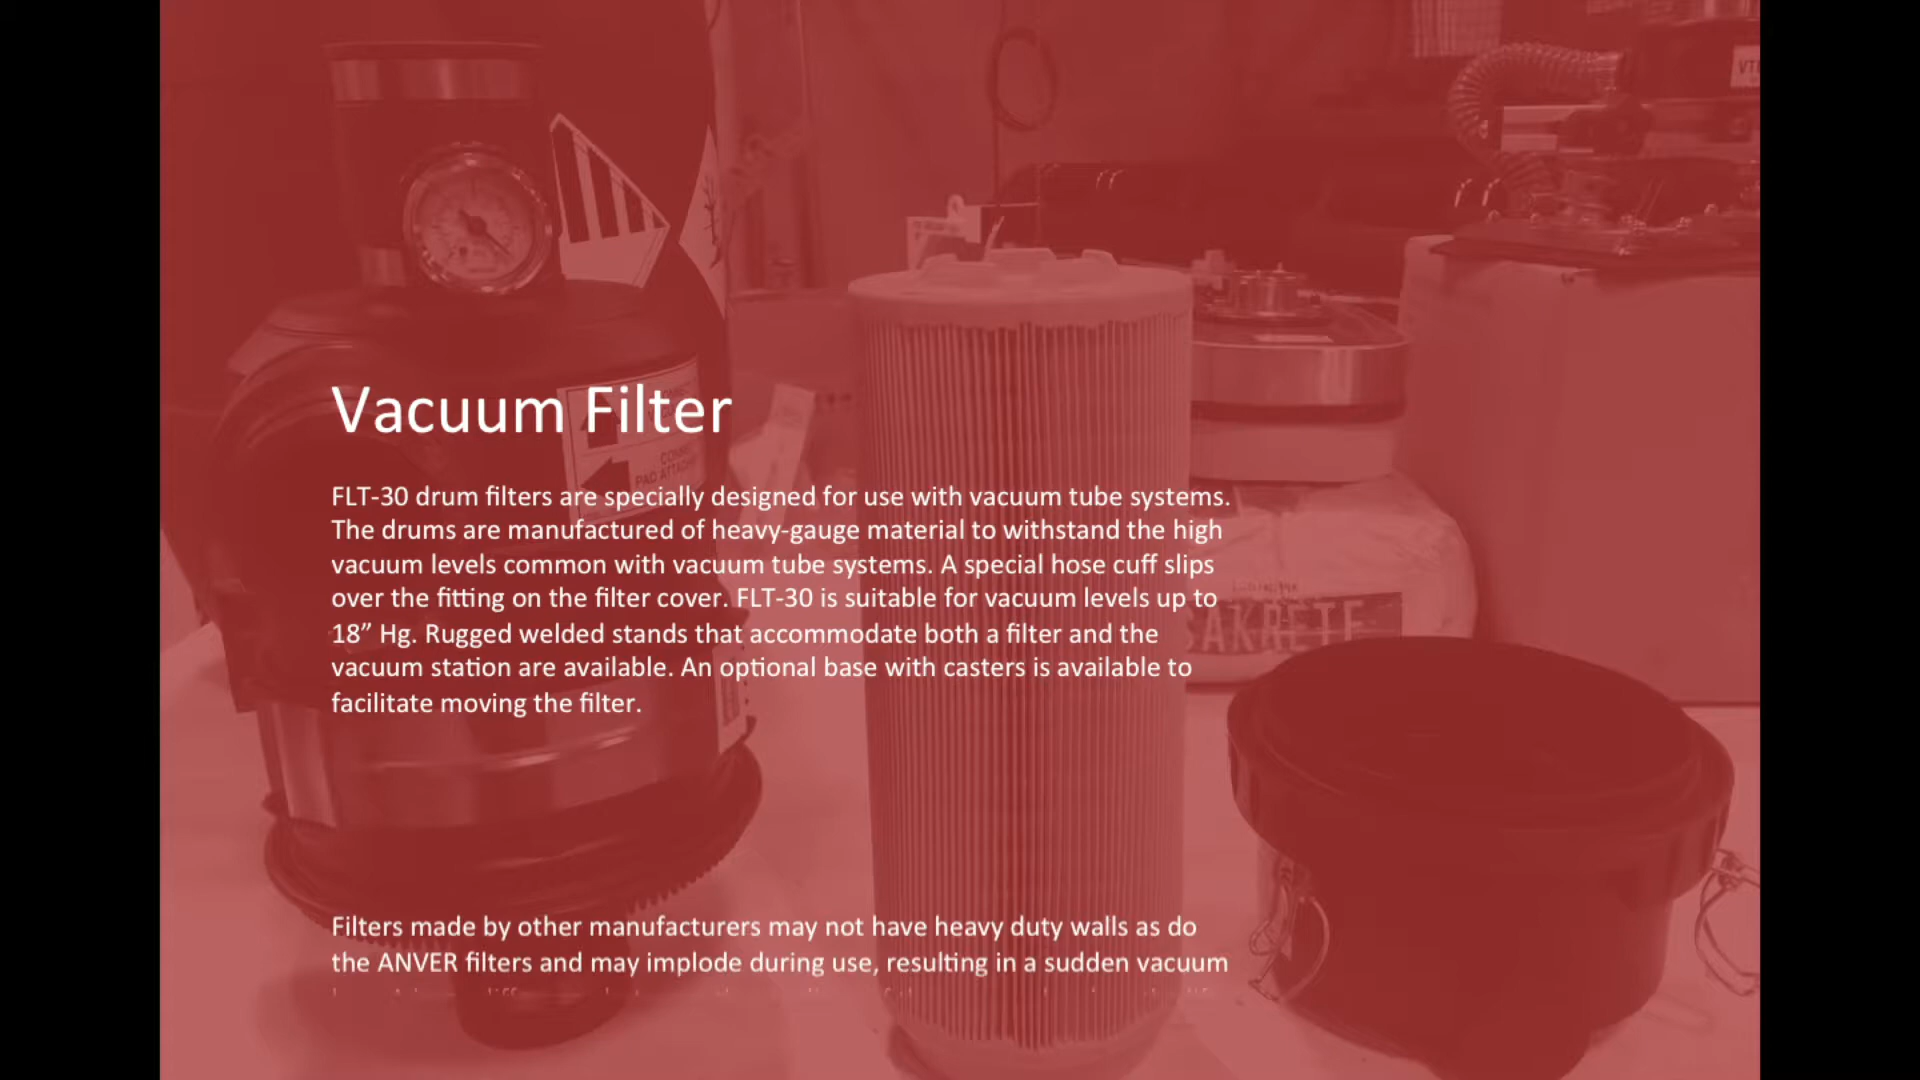 VT
Vacuum Filter
FLT-30 drum filters are specially designed for use with vacuum tube systems.
The drums are manufactured of heavy-gauge material to withstand the high
vacuum levels common with vacuum tube systems. A special hose cuff slips
over the fitting on the filter cover. FLT-30 is suitable for vacuum levels up to
18” Hg. Rugged welded stands that accommodate both a filter and the
vacuum station are available. An optional base with casters is available to
facilitate moving the filter.
SAKRETE
Filters made by other manufacturers may not have heavy duty walls as do
the ANVER filters and may implode during use, resulting in a sudden vacuum